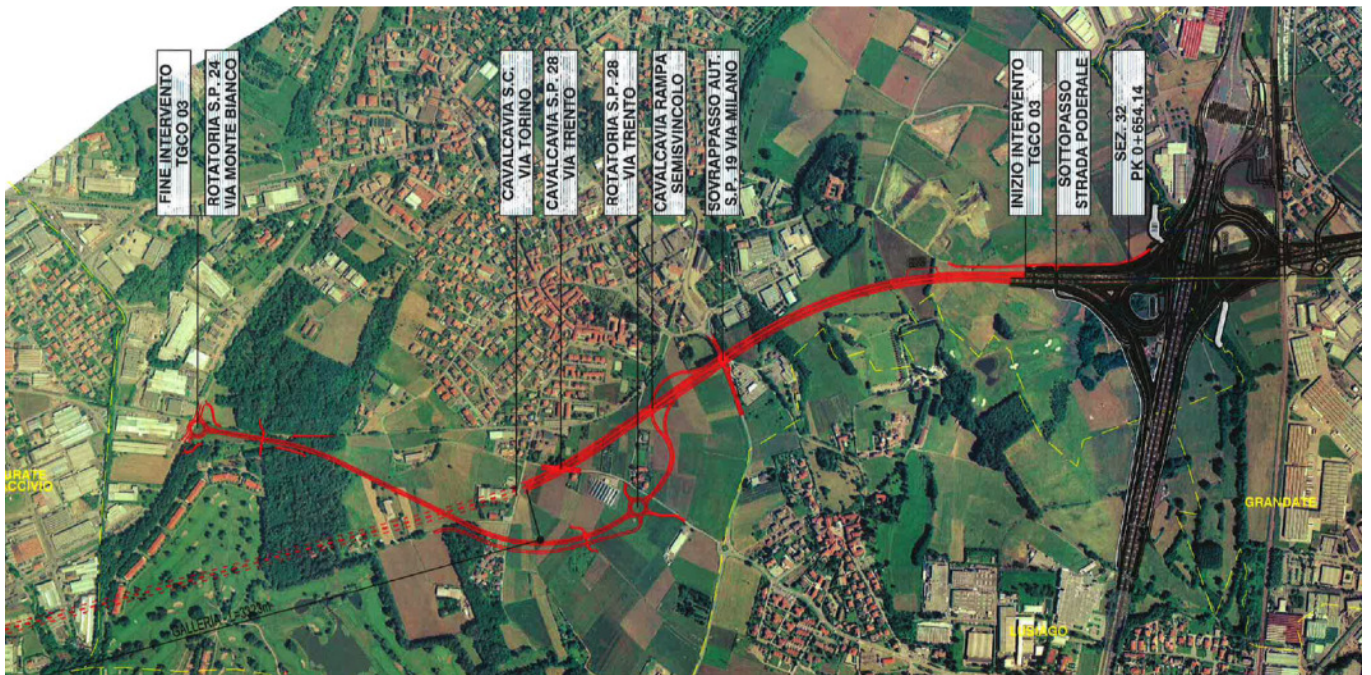 FINE INTERVENTO
TGCO 03
ROTATORIA S.P. 24
VIA MONTE BIANCO
CAVALCAVIA S.C.
VIA TORINO
CAVALCAVIA S.P. 28
VIA TRENTO
ROTATORIA S.P. 28
VIA TRENTO
CAVALCAVIA RAMPA
SEMISVINCOLO
SOVRAPPASSO AUT.
S.P. 19 VIA MILANO
INIZIO INTERVENTO
TGCO 03
SOTTOPASSO
STRADA PODERALE
SEZ. 32
PK 0+654.14
GRANDATE